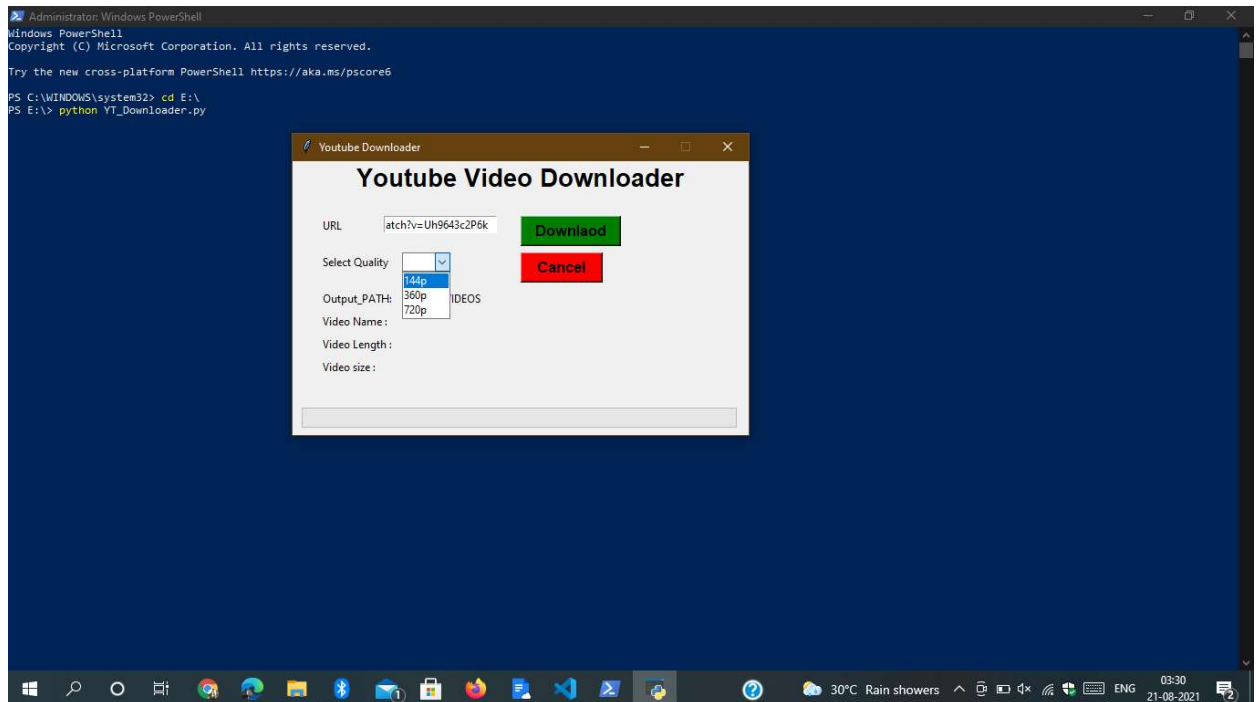 Administrator: Windows PowerShell
Windows PowerShell
Copyright (C) Microsoft Corporation. All rights reserved.
Try the new cross-platform PowerShell https://aka.ms/pscore6
PS C:\WINDOWS\system32> cd E:\
PS E:\> python YT_Downloader.py
Youtube Downloader
Youtube Video Downloader
URL atch?v=Uh9643c2P6k Downlaod
Select Quality Cancel
144p
Output_PATH: 360p IDEOS
720p
Video Name :
Video Length :
Video size :
30°C Rain showers ENG 03:30
21-08-2021
1
2